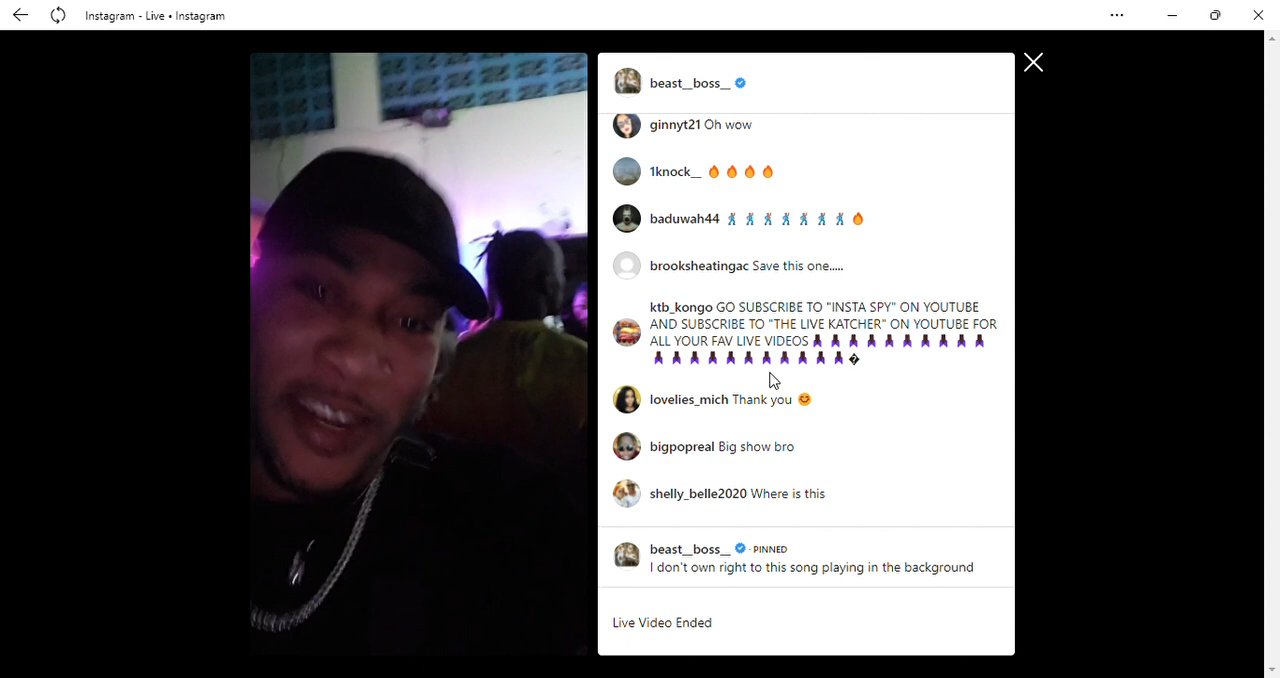 Instagram - Live • Instagram
beast__boss__
ginnyt21 Oh wow
1knock__ 🔥 🔥 🔥 🔥
baduwah44 🕺 🕺 🕺 🕺 🕺 🕺 🕺 🔥
brooksheatingac Save this one.....
ktb_kongo GO SUBSCRIBE TO "INSTA SPY" ON YOUTUBE
AND SUBSCRIBE TO "THE LIVE KATCHER" ON YOUTUBE FOR
ALL YOUR FAV LIVE VIDEOS
�
lovelies_mich Thank you 😊
bigpopreal Big show bro
shelly_belle2020 Where is this
beast__boss__ · PINNED
I don't own right to this song playing in the background
Live Video Ended